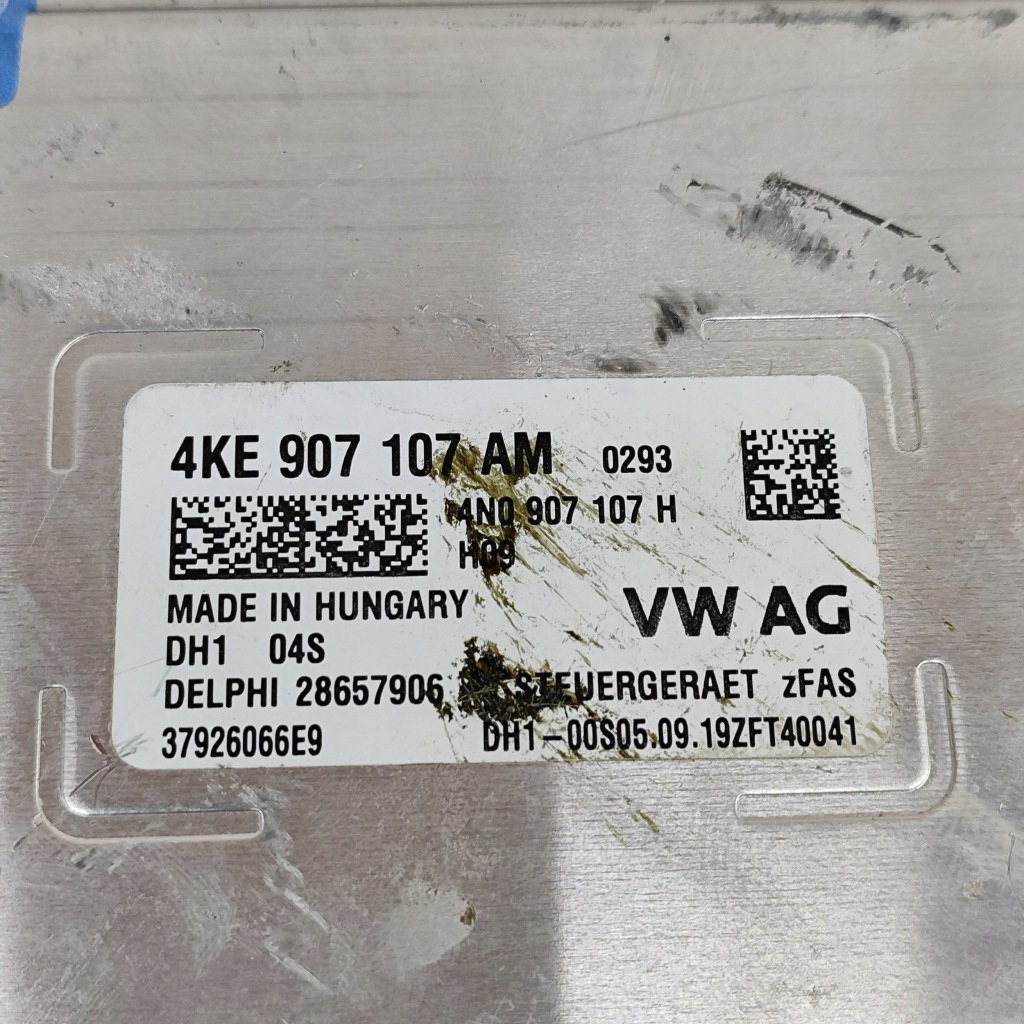 4KE 907 107 AM 0293
4N0 907 107 H
H09
MADE IN HUNGARY
VW AG
DH1 04S
DELPHI 28657906 STEUERGERAET zFAS
37926066E9 DH1-00S05.09.19ZFT40041